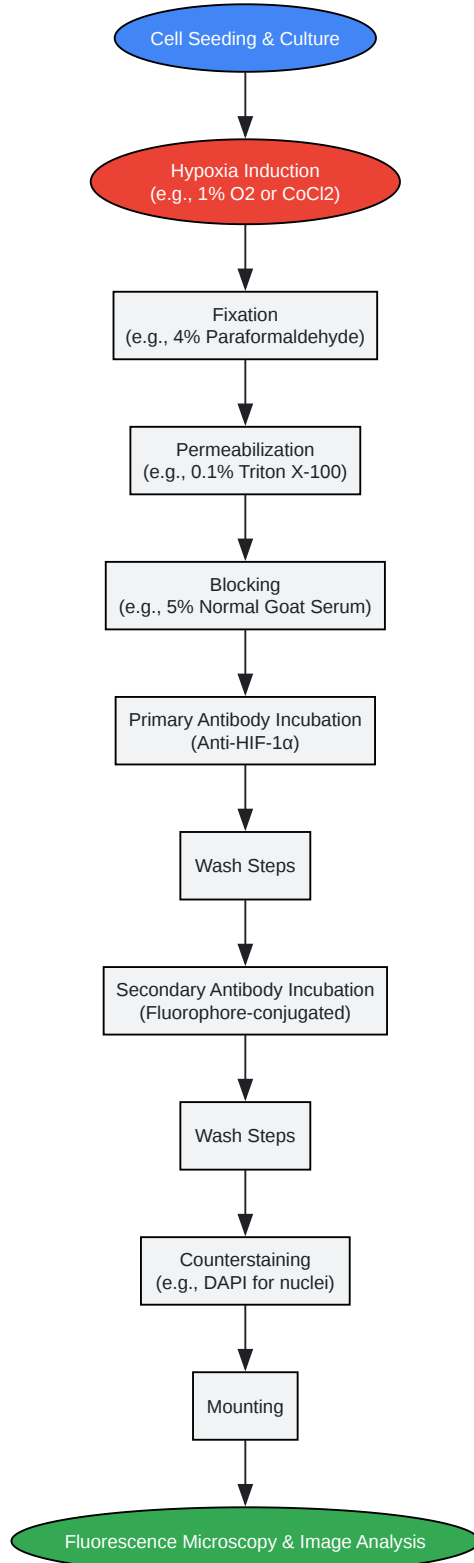 Cell Seeding & Culture
Hypoxia Induction
(e.g., 1% O2 or CoCl2)
Fixation
(e.g., 4% Paraformaldehyde)
Permeabilization
(e.g., 0.1% Triton X-100)
Blocking
(e.g., 5% Normal Goat Serum)
Primary Antibody Incubation
(Anti-HIF-1α)
Wash Steps
Secondary Antibody Incubation
(Fluorophore-conjugated)
Wash Steps
Counterstaining
(e.g., DAPI for nuclei)
Mounting
Fluorescence Microscopy & Image Analysis